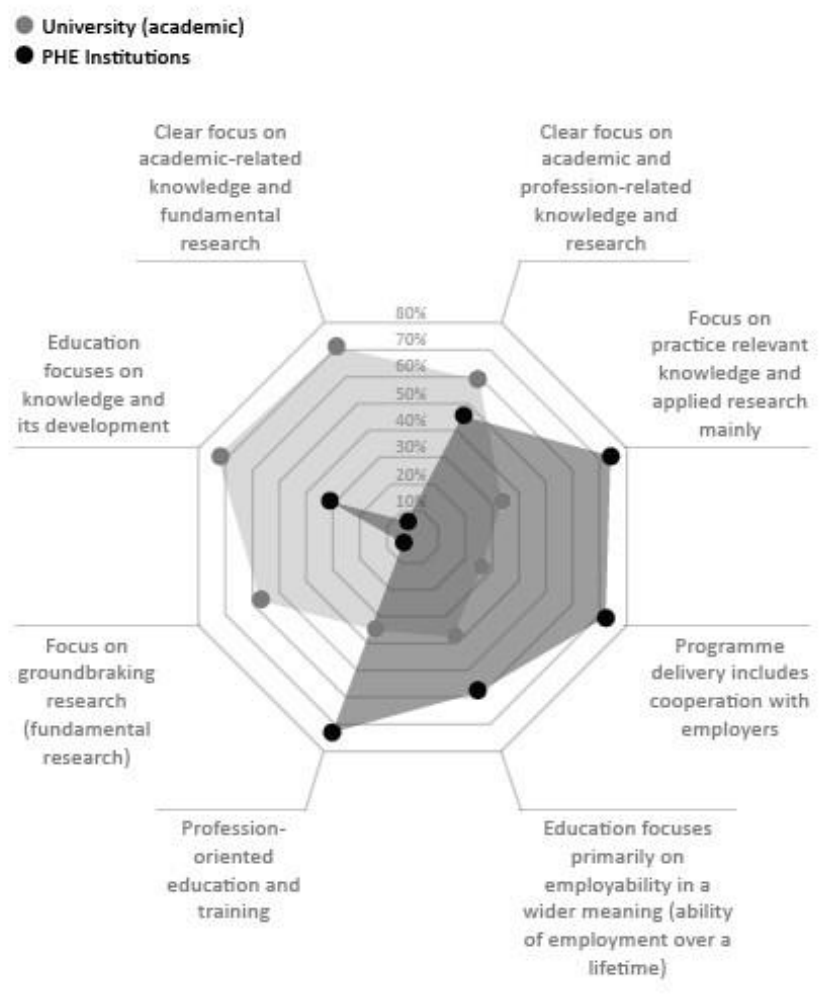 University (academic)
PHE Institutions
Clear focus on
academic-related
knowledge and
fundamental
research
Clear focus on
academic and
profession-related
knowledge and
research
Education
focuses on
knowledge and
its development
Focus on
practice relevant
knowledge and
applied research
mainly
80%
70%
60%
50%
40%
30%
20%
10%
Focus on
groundbraking
research
(fundamental
research)
Programme
delivery includes
cooperation with
employers
Profession-
oriented
education and
training
Education focuses
primarily on
employability in a
wider meaning (ability
of employment over a
lifetime)